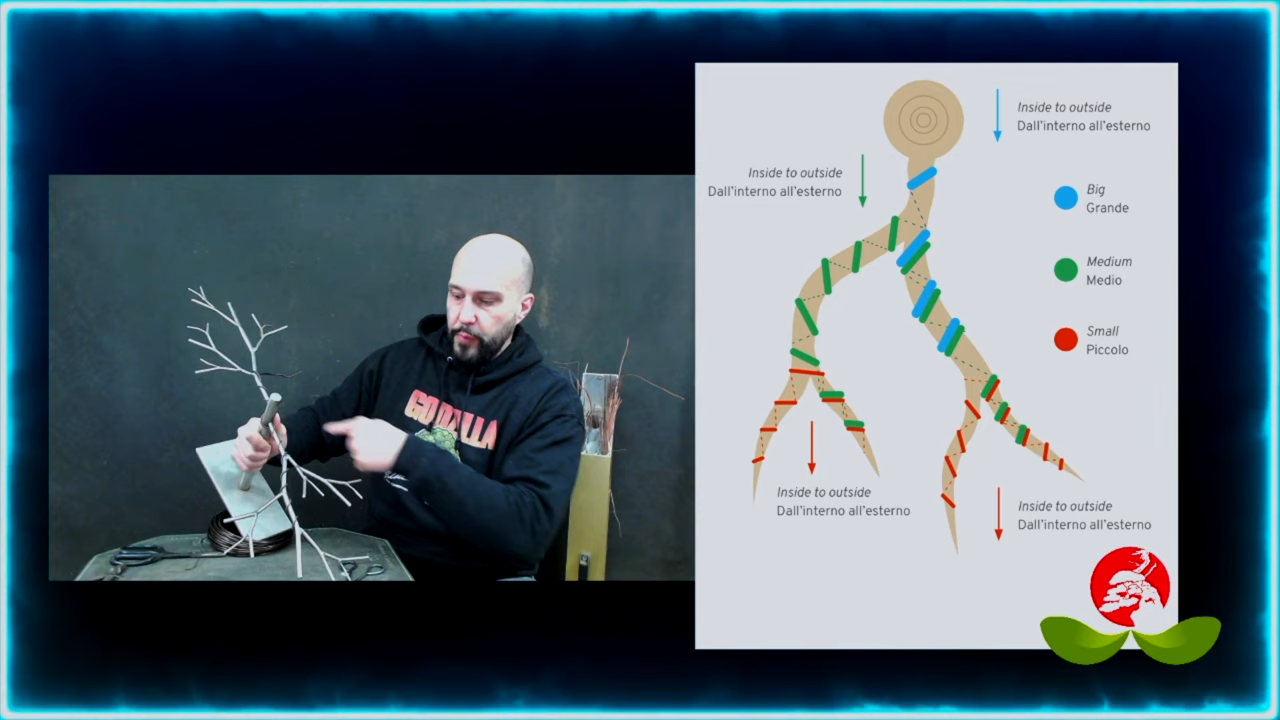 GODZILLA
Inside to outside
Dall'interno all'esterno
Inside to outside
Dall'interno all'esterno
Big
Grande
Medium
Medio
Small
Piccolo
Inside to outside
Dall'interno all'esterno
Inside to outside
Dall'interno all'esterno